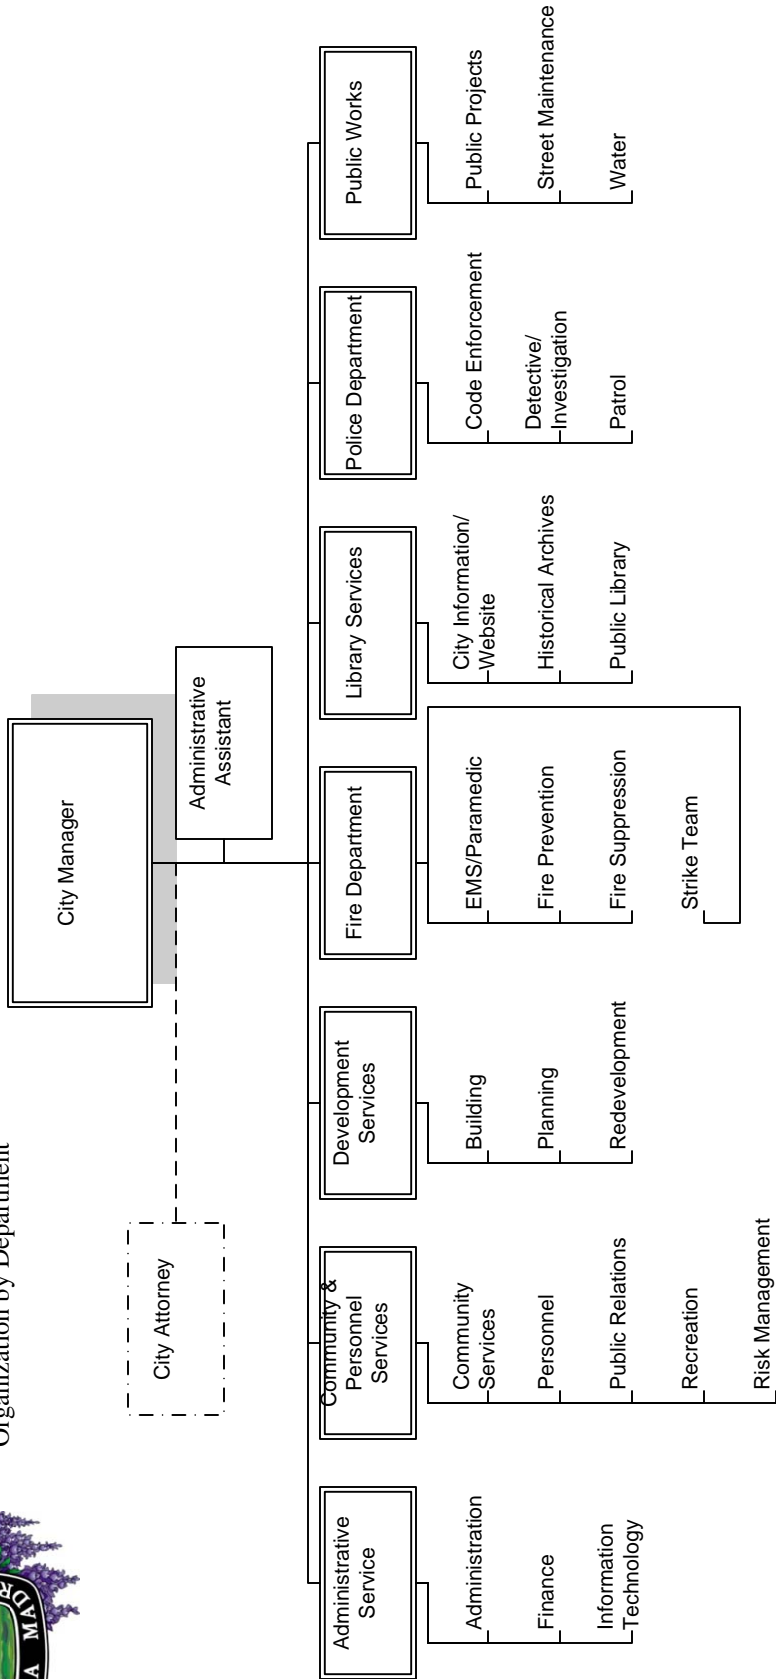 Organization by Department
City Manager
Administrative
Assistant
City Attorney
Administrative
Service
Administration
Finance
Information
Technology
Community &
Personnel
Services
Community
Services
Personnel
Public Relations
Recreation
Risk Management
Development
Services
Building
Planning
Redevelopment
Fire Department
EMS/Paramedic
Fire Prevention
Fire Suppression
Strike Team
Library Services
City Information/
Website
Historical Archives
Public Library
Police Department
Code Enforcement
Detective/
Investigation
Patrol
Public Works
Public Projects
Street Maintenance
Water